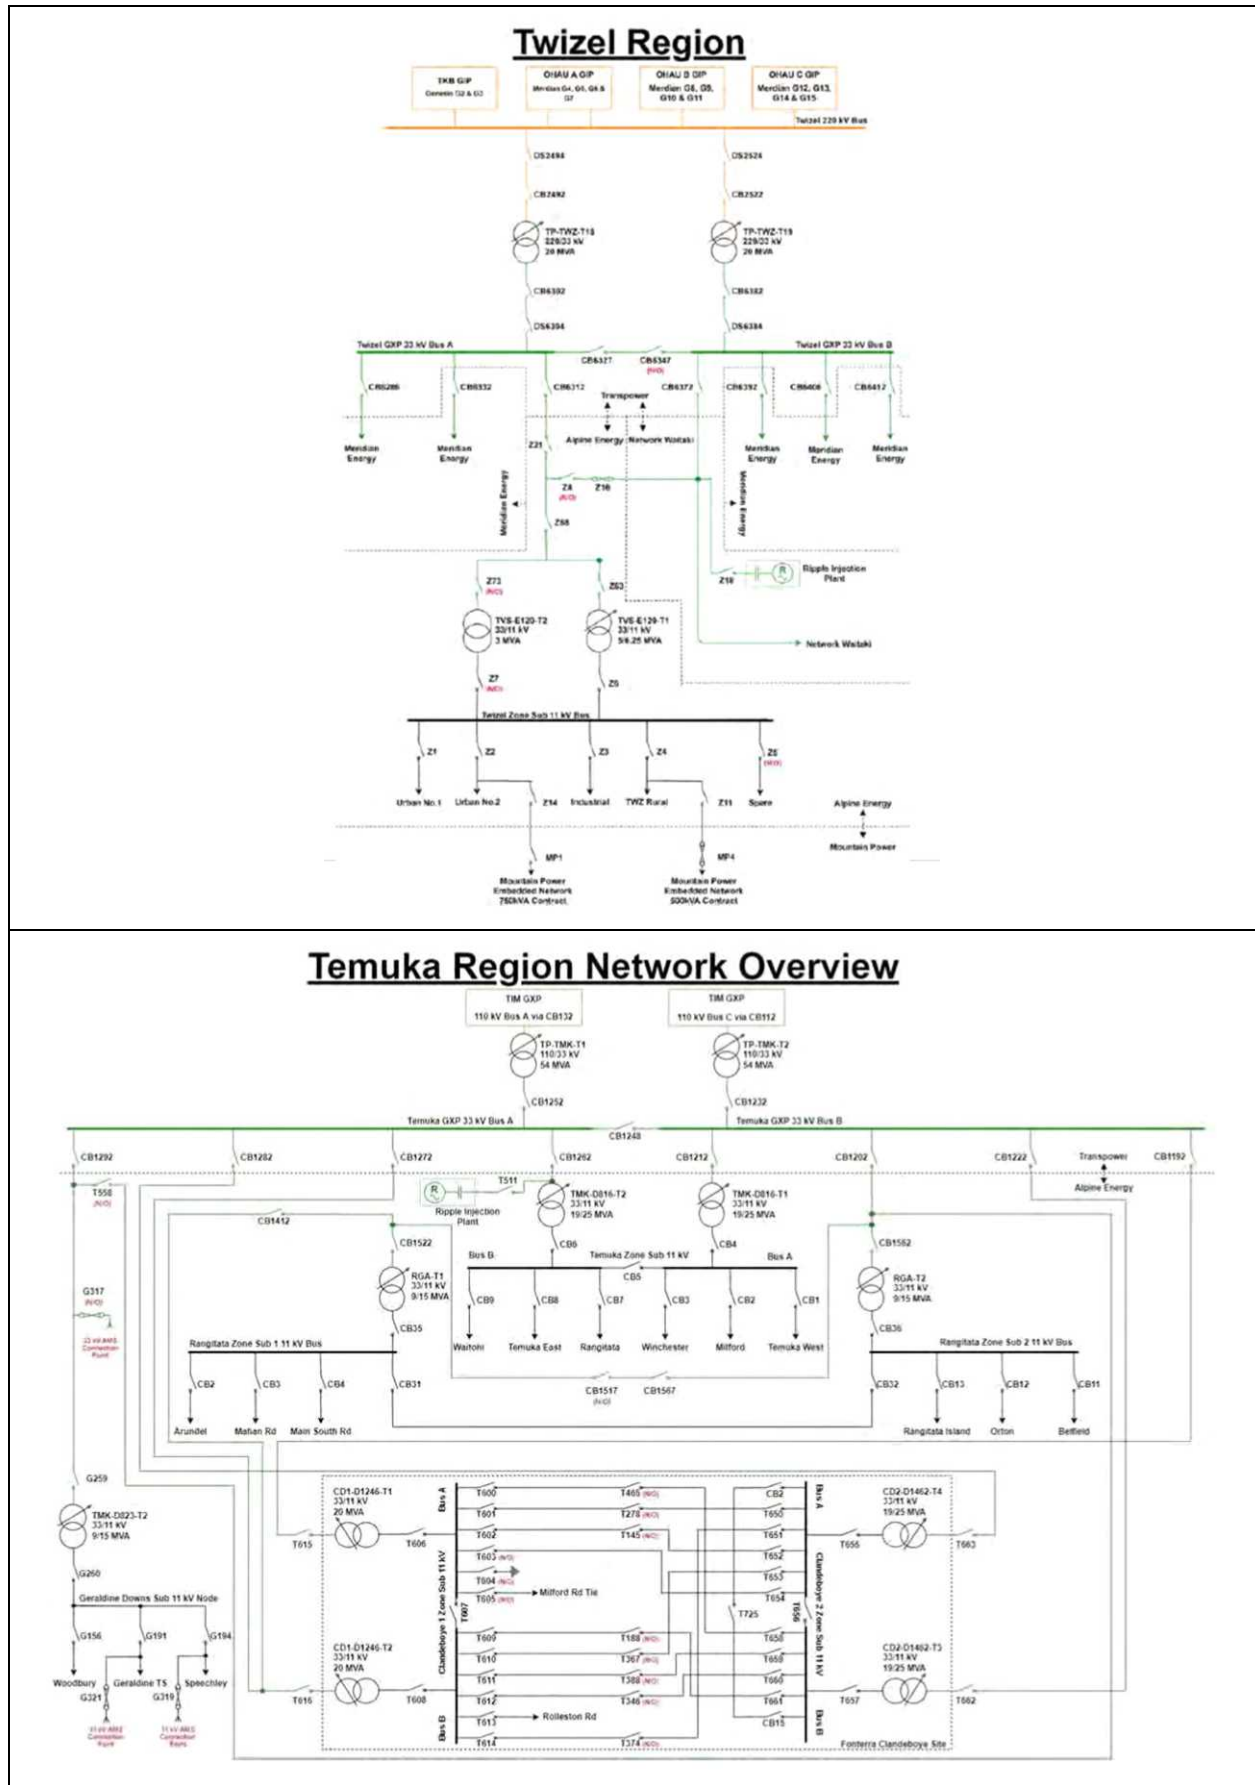 Twizel Region
TKB GIP
Genesis G2 & G3
OHAU A GIP
Meridian G4, G5, G6 &
G7
OHAU B GIP
Meridian G8, G9,
G10 & G11
OHAU C GIP
Meridian G12, G13,
G14 & G15
Twizel 220 kV Bus
DS2494
DS2524
CB2492
CB2522
TP-TWZ-T18
220/33 kV
20 MVA
TP-TWZ-T19
220/33 kV
20 MVA
CB6382
DS6384
Twizel GXP 33 kV Bus A
Twizel GXP 33 kV Bus B
CB6327
CB6347
(N/O)
CB6286
CB6332
CB6312
CB6372
CB6392
CB6406
CB6412
Transpower
Alpine Energy
Network Waitaki
Meridian
Energy
Meridian
Energy
Meridian
Energy
Meridian
Energy
Meridian
Energy
Z21
Z8
(N/O)
Z16
Meridian Energy
Meridian Energy
Z68
Z18
Ripple Injection
Plant
Z73
(N/O)
Z63
TVS-E120-T2
33/11 kV
3 MVA
TVS-E120-T1
33/11 kV
5/6.25 MVA
Network Waitaki
Z7
(N/O)
Twizel Zone Sub 11 kV Bus
Z1
Z2
Z3
Z4
(N/O)
Urban No.1
Urban No.2
Z14
Industrial
TWZ Rural
Z11
Spare
Alpine Energy
Mountain Power
MP1
MP4
Mountain Power
Embedded Network
750kVA Contract
Mountain Power
Embedded Network
500kVA Contract
Temuka Region Network Overview
TIM GXP
110 kV Bus A via CB132
TIM GXP
110 kV Bus C via CB112
TP-TMK-T1
110/33 kV
54 MVA
TP-TMK-T2
110/33 kV
54 MVA
CB1252
CB1232
Temuka GXP 33 kV Bus A
CB1248
Temuka GXP 33 kV Bus B
CB1292
CB1282
CB1272
CB1262
CB1212
CB1202
CB1222
CB1192
Transpower
Alpine Energy
T558
(N/O)
T511
Ripple Injection
Plant
TMK-D816-T2
33/11 kV
19/25 MVA
TMK-D816-T1
33/11 kV
19/25 MVA
CB1412
CB1522
CB6
CB4
CB1562
Bus B
Temuka Zone Sub 11 kV
Bus A
CB5
RGA-T1
33/11 kV
9/15 MVA
RGA-T2
33/11 kV
9/15 MVA
G317
(N/O)
Connection
Point
CB9
CB8
CB7
CB3
CB2
CB1
CB35
CB36
Waitohi
Temuka East
Rangitata
Winchester
Milford
Temuka West
Rangitata Zone Sub 1 11 kV Bus
Rangitata Zone Sub 2 11 kV Bus
CB2
CB3
CB4
CB31
CB1517
(N/O)
CB1567
CB32
CB13
CB12
CB11
Arundel
Main South Rd
Rangitata Island
Orton
Belfield
G259
TMK-D823-T2
33/11 kV
9/15 MVA
G260
Geraldine Downs Sub 11 kV Node
G156
G191
G194
Woodbury
Geraldine TS
Speechley
G321
G319
CD1-D1246-T1
33/11 kV
20 MVA
T615
T606
Bus A
Clandeboye 1 Zone Sub 11 kV
Bus B
T600
T601
T602
T603 (N/O)
T604
(N/O)
T605 (N/O)
Milford Rd Tie
T607
T465 (N/O)
T278 (N/O)
T145 (N/O)
CB2
T650
T651
T652
T653
T654
T725
T656
Bus A
Clandeboye 2 Zone Sub 11 kV
Bus B
CD2-D1462-T4
33/11 kV
19/25 MVA
T663
CD1-D1246-T2
33/11 kV
20 MVA
T616
T608
T609
T610
T611
T612
T613
T614
Rolleston Rd
T188 (N/O)
T367 (N/O)
T388 (N/O)
T346 (N/O)
T374 (N/O)
T658
T659
T660
T661
CB15
T657
CD2-D1462-T3
33/11 kV
19/25 MVA
T662
Fonterra Clandeboye Site